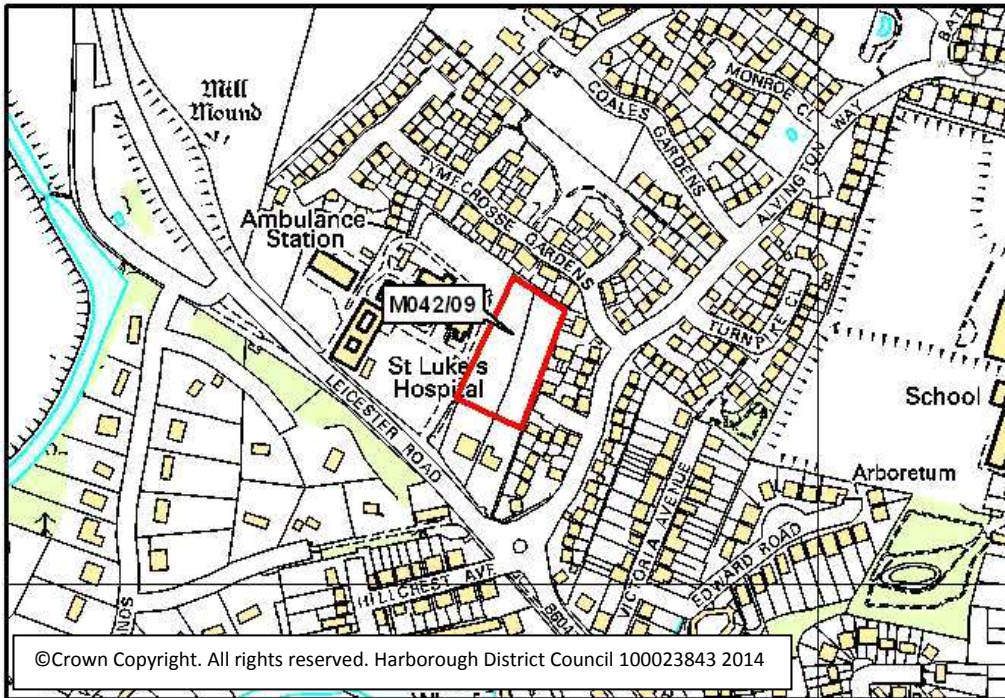 Mill
Mound
MONROE CL
COALES GARDENS
ALVINGTON WAY
TYMECROSSE GARDENS
Ambulance
Station
M042/09
TURNP
KE CL
St Luke's
Hospital
LEICESTER ROAD
School
Arboretum
VICTORIA AVENUE
EDWARD ROAD
HILLCREST AVE
©Crown Copyright. All rights reserved. Harborough District Council 100023843 2014